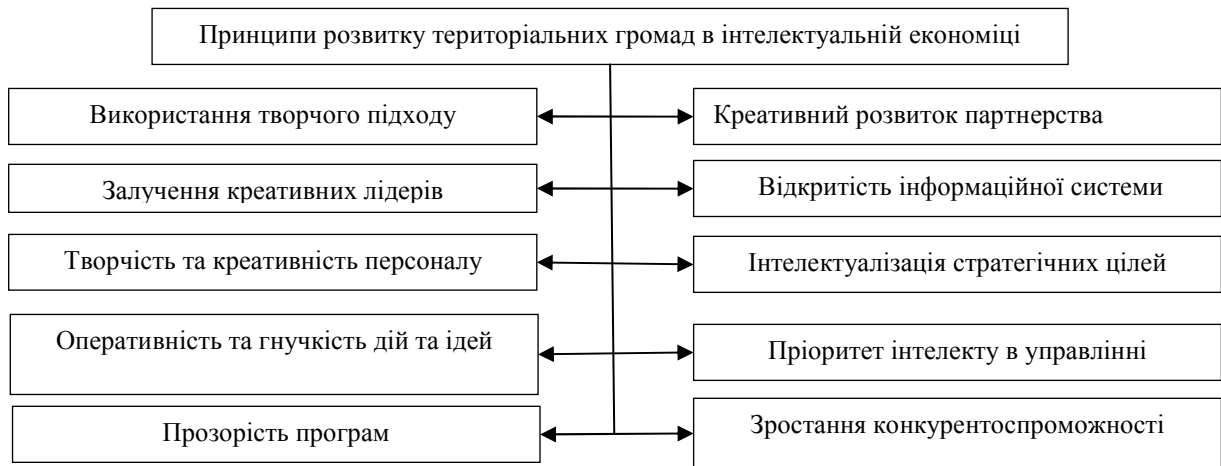 Принципи розвитку територіальних громад в інтелектуальній економіці
Використання творчого підходу
Креативний розвиток партнерства
Залучення креативних лідерів
Відкритість інформаційної системи
Творчість та креативність персоналу
Інтелектуалізація стратегічних цілей
Оперативність та гнучкість дій та ідей
Пріоритет інтелекту в управлінні
Прозорість програм
Зростання конкурентоспроможності